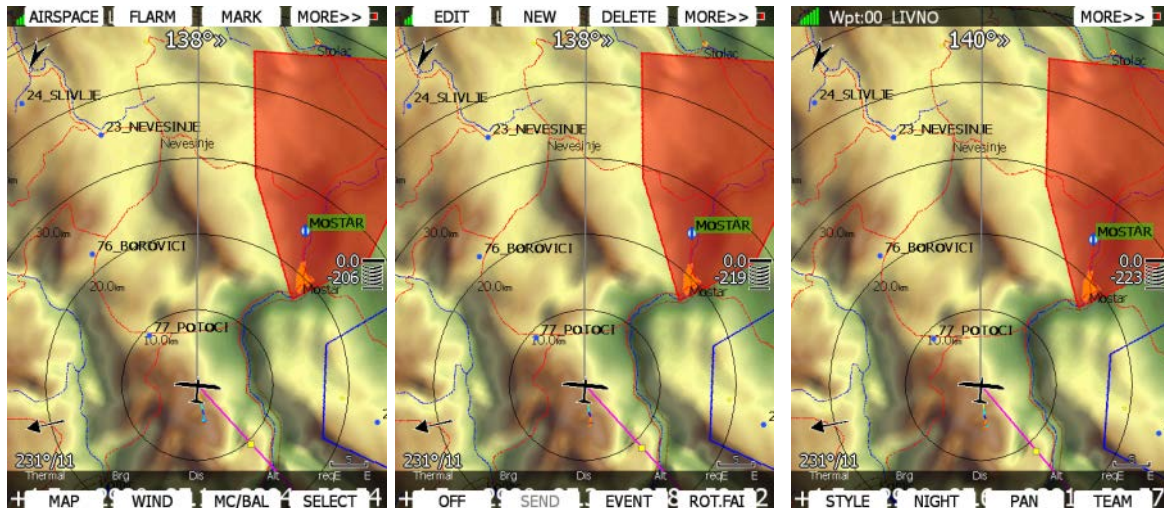 AIRSPACE FLARM MARK MORE>>
138°»
Stolac
24_SLIVLJE
23_NEVESINJE
Nevesinje
MOSTAR
30.0km
76_BOROVICI
0.0
-206
20.0km
Mostar
77_POTOCI
10.0km
231°/11
5
Thermal Brg Dis Alt reqE E
MAP WIND MC/BAL SELECT
EDIT NEW DELETE MORE>>
138°»
Stolac
24_SLIVLJE
23_NEVESINJE
Nevesinje
MOSTAR
30.0km
76_BOROVICI
0.0
-219
20.0km
Mostar
77_POTOCI
10.0km
231°/11
5
Thermal Brg Dis Alt reqE E
OFF SEND EVENT ROT.FAI
Wpt:00_LIVNO MORE>>
140°»
Stolac
24_SLIVLJE
23_NEVESINJE
Nevesinje
MOSTAR
30.0km
76_BOROVICI
0.0
-223
20.0km
Mostar
77_POTOCI
10.0km
231°/11
5
Thermal Brg Dis Alt reqE E
STYLE NIGHT PAN TEAM